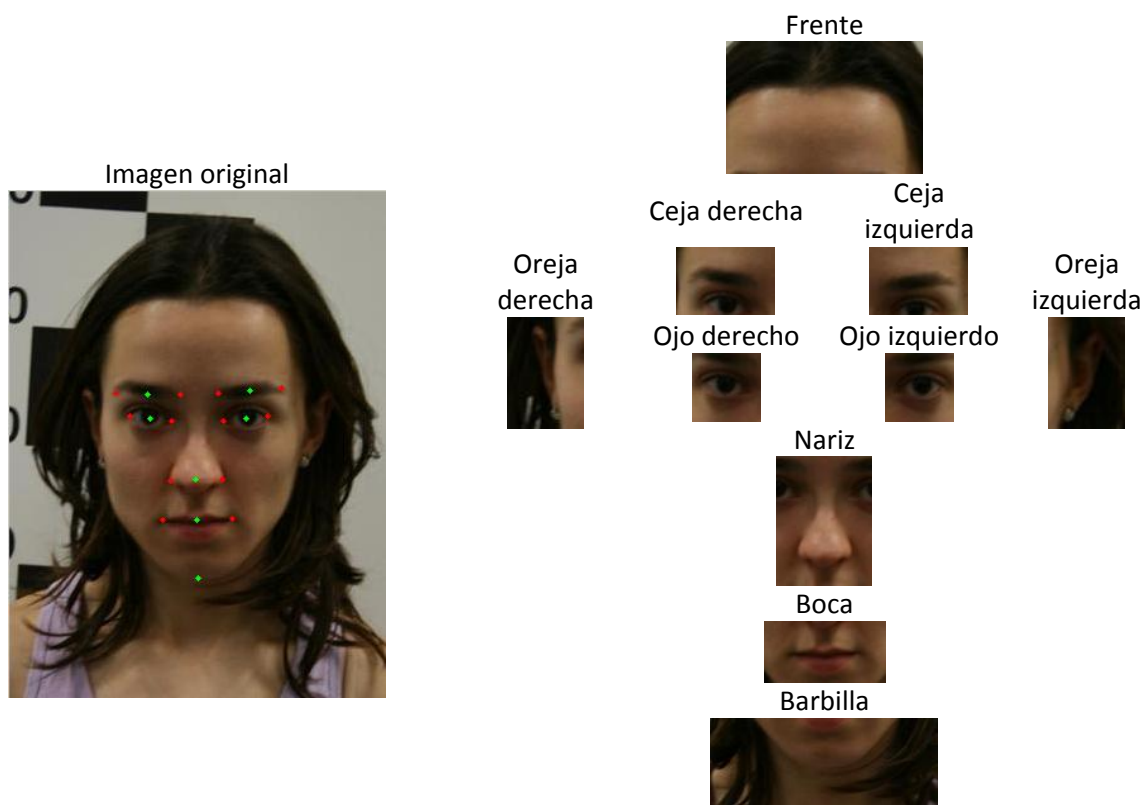 Imagen original
Frente
Ceja derecha
Ceja
izquierda
Oreja
derecha
Oreja
izquierda
Ojo derecho
Ojo izquierdo
Nariz
Boca
Barbilla